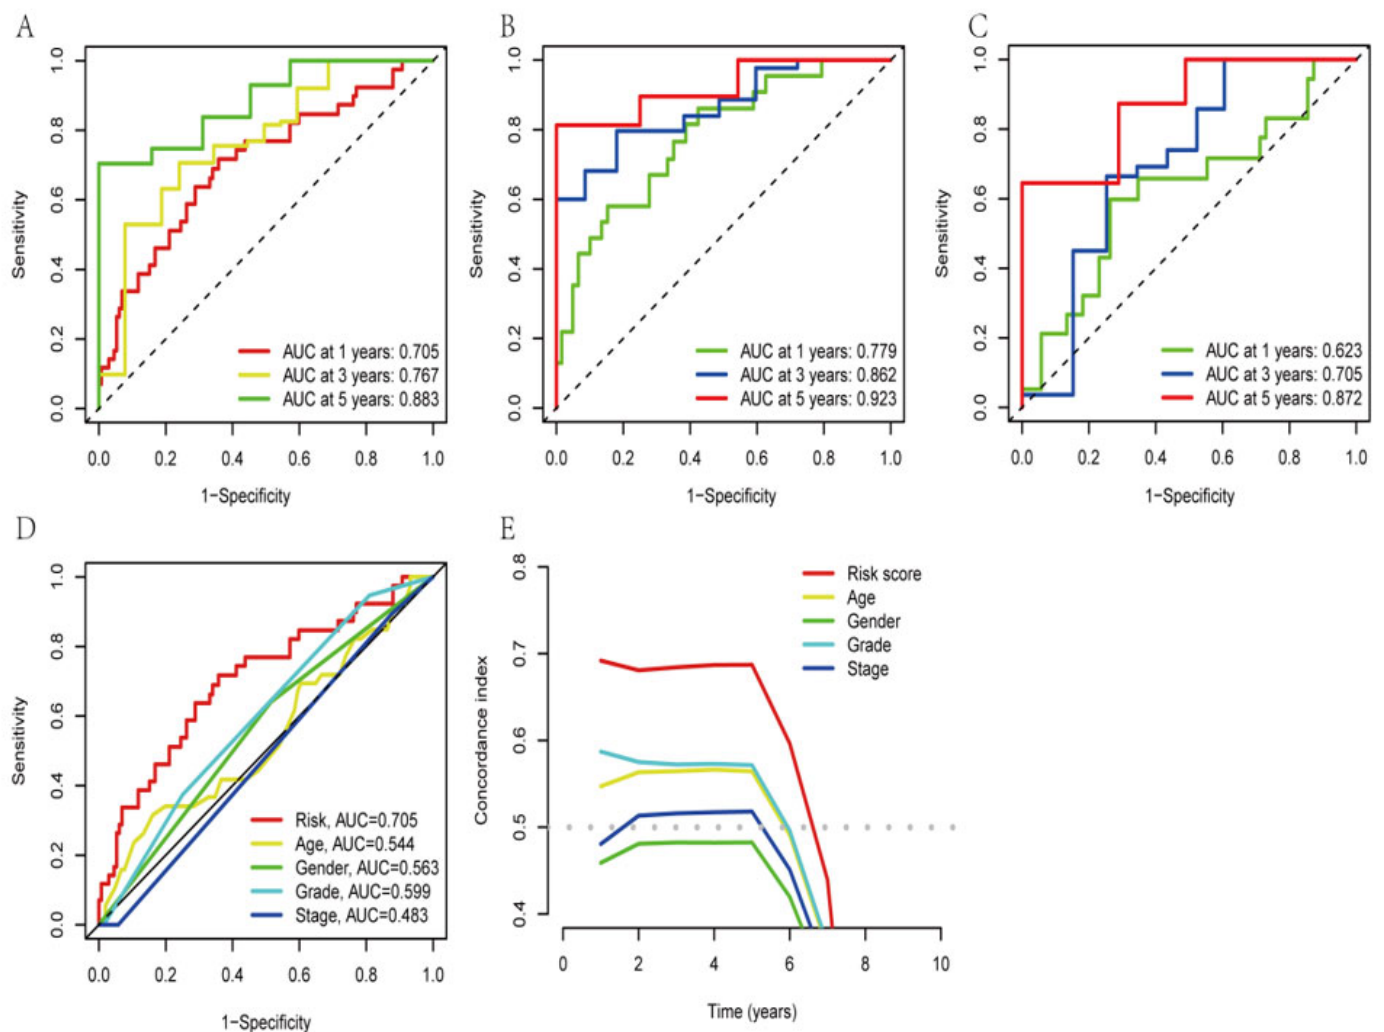 A
Sensitivity
1.0
0.8
0.6
0.4
0.2
0.0
AUC at 1 years: 0.705
AUC at 3 years: 0.767
AUC at 5 years: 0.883
0.0 0.2 0.4 0.6 0.8 1.0
1−Specificity
B
Sensitivity
1.0
0.8
0.6
0.4
0.2
0.0
AUC at 1 years: 0.779
AUC at 3 years: 0.862
AUC at 5 years: 0.923
0.0 0.2 0.4 0.6 0.8 1.0
1−Specificity
C
Sensitivity
1.0
0.8
0.6
0.4
0.2
0.0
AUC at 1 years: 0.623
AUC at 3 years: 0.705
AUC at 5 years: 0.872
0.0 0.2 0.4 0.6 0.8 1.0
1−Specificity
D
Sensitivity
1.0
0.8
0.6
0.4
0.2
0.0
Risk, AUC=0.705
Age, AUC=0.544
Gender, AUC=0.563
Grade, AUC=0.599
Stage, AUC=0.483
0.0 0.2 0.4 0.6 0.8 1.0
1−Specificity
E
Concordance index
0.8
0.7
0.6
0.5
0.4
Risk score
Age
Gender
Grade
Stage
0 2 4 6 8 10
Time (years)